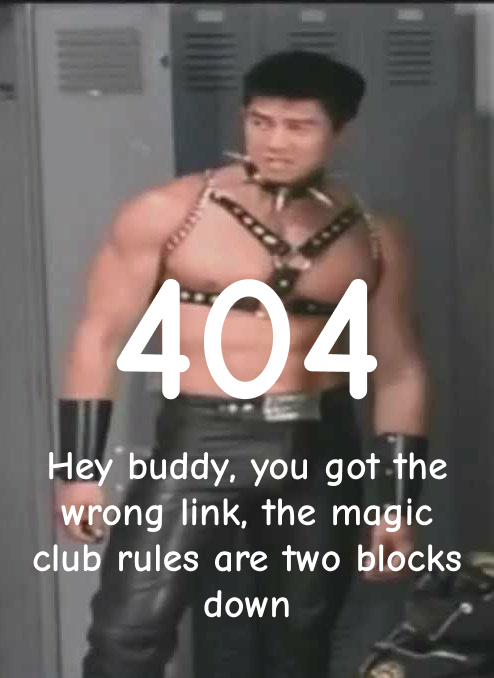 404
Hey buddy, you got the
wrong link, the magic
club rules are two blocks
down